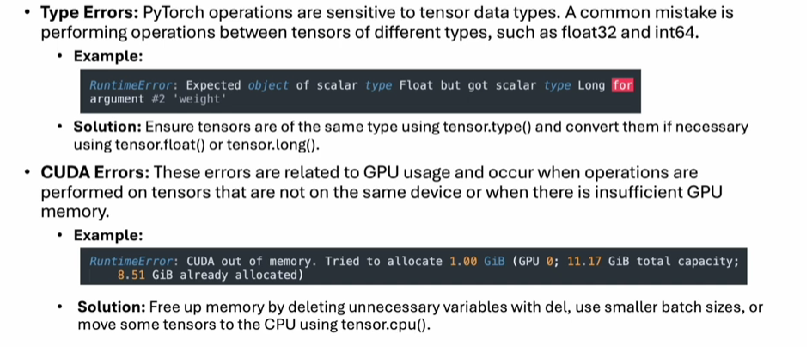 • Type Errors: PyTorch operations are sensitive to tensor data types. A common mistake is
performing operations between tensors of different types, such as float32 and int64.
• Example:
RuntimeError: Expected object of scalar type Float but got scalar type Long for
argument #2 'weight'
• Solution: Ensure tensors are of the same type using tensor.type() and convert them if necessary
using tensor.float() or tensor.long().
• CUDA Errors: These errors are related to GPU usage and occur when operations are
performed on tensors that are not on the same device or when there is insufficient GPU
memory.
• Example:
RuntimeError: CUDA out of memory. Tried to allocate 1.00 GiB (GPU 0; 11.17 GiB total capacity;
8.51 GiB already allocated)
• Solution: Free up memory by deleting unnecessary variables with del, use smaller batch sizes, or
move some tensors to the CPU using tensor.cpu().